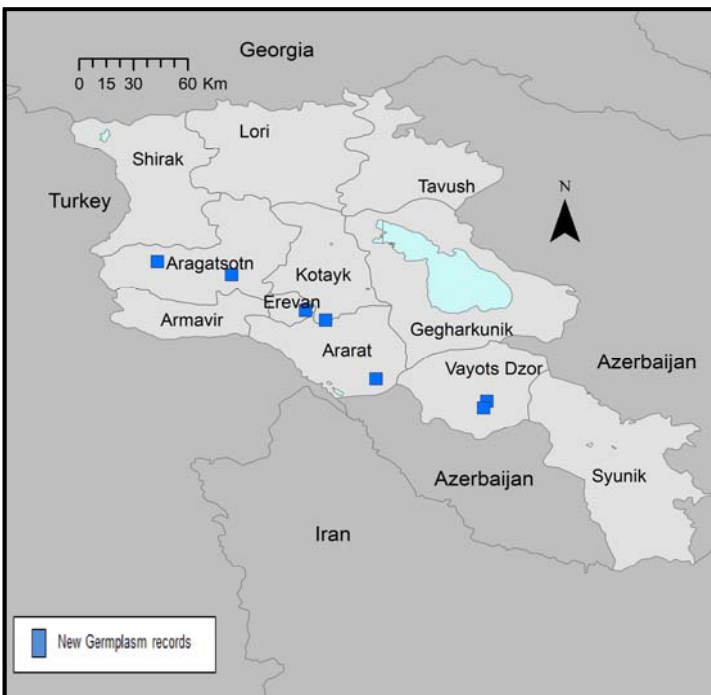 Georgia
0 15 30 60 Km
Lori
Shirak
Tavush
Turkey
N
Aragatsotn
Kotayk
Erevan
Armavir
Gegharkunik
Ararat
Azerbaijan
Vayots Dzor
Azerbaijan
Syunik
Iran
New Germplasm records